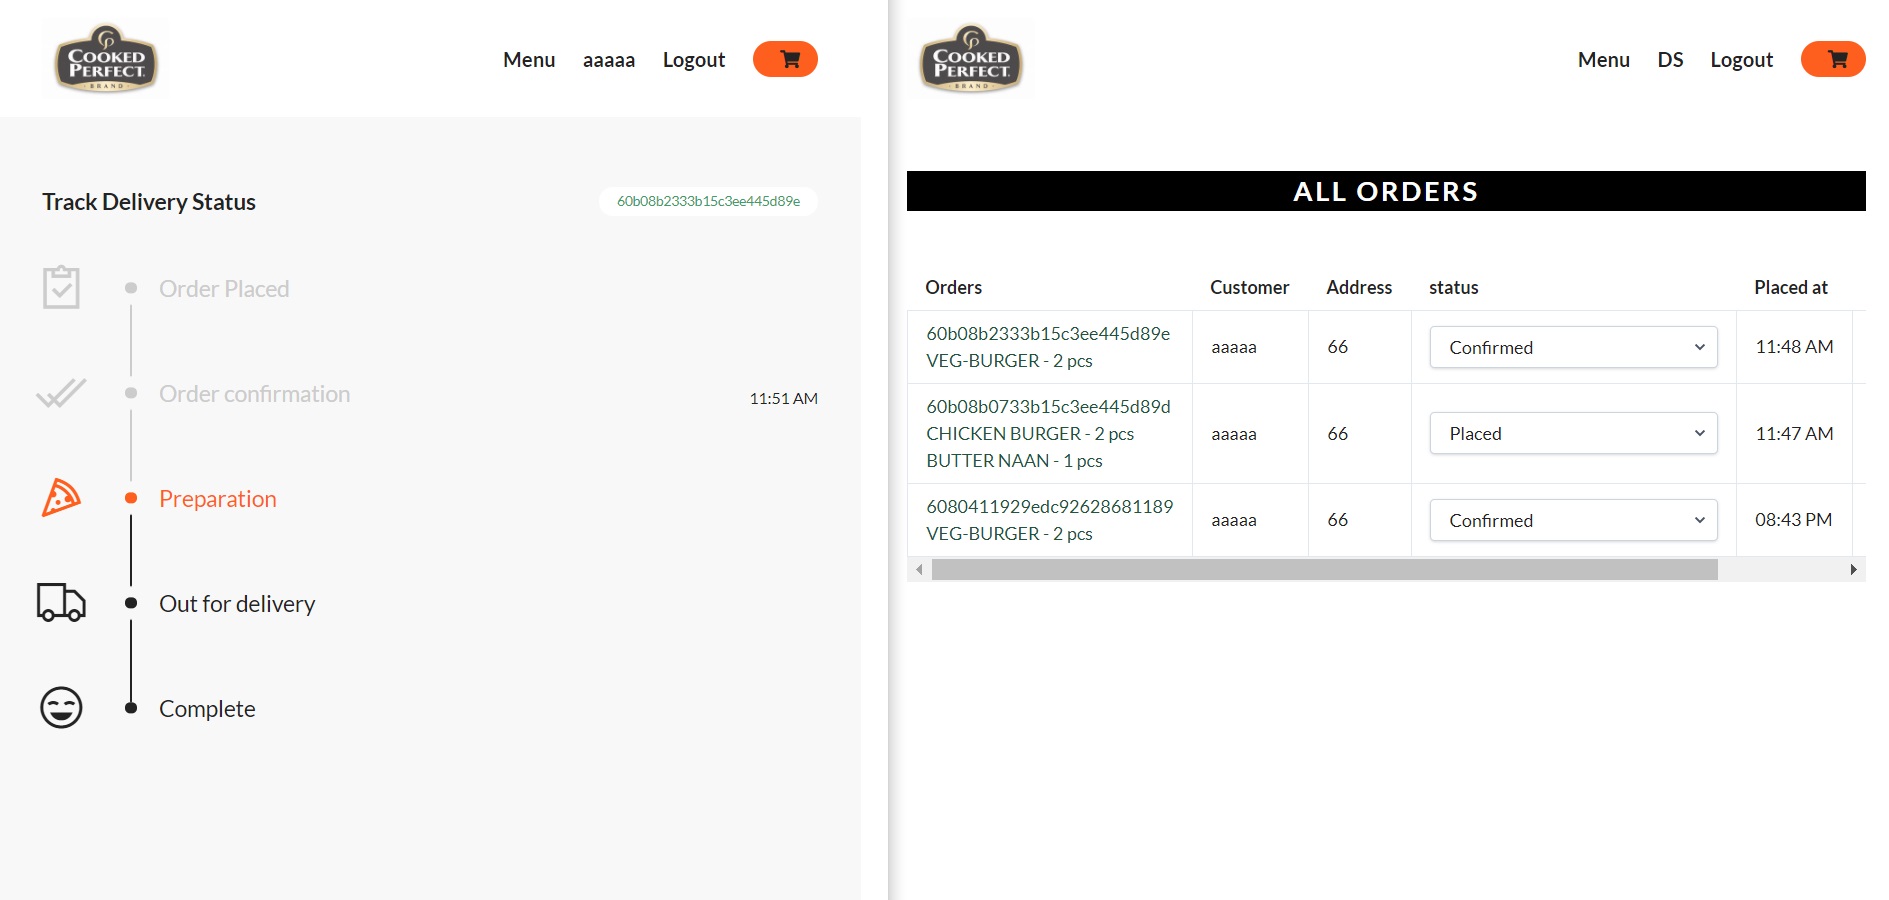 COOKED
PERFECT
BRAND
Menu aaaaa Logout
Track Delivery Status 60b08b2333b15c3ee445d89e
Order Placed
Order confirmation 11:51 AM
Preparation
Out for delivery
Complete
COOKED
PERFECT
BRAND
Menu DS Logout
ALL ORDERS
Orders Customer Address status Placed at
60b08b2333b15c3ee445d89e
VEG-BURGER - 2 pcs
aaaaa 66 Confirmed 11:48 AM
60b08b0733b15c3ee445d89d
CHICKEN BURGER - 2 pcs
BUTTER NAAN - 1 pcs
aaaaa 66 Placed 11:47 AM
6080411929edc92628681189
VEG-BURGER - 2 pcs
aaaaa 66 Confirmed 08:43 PM